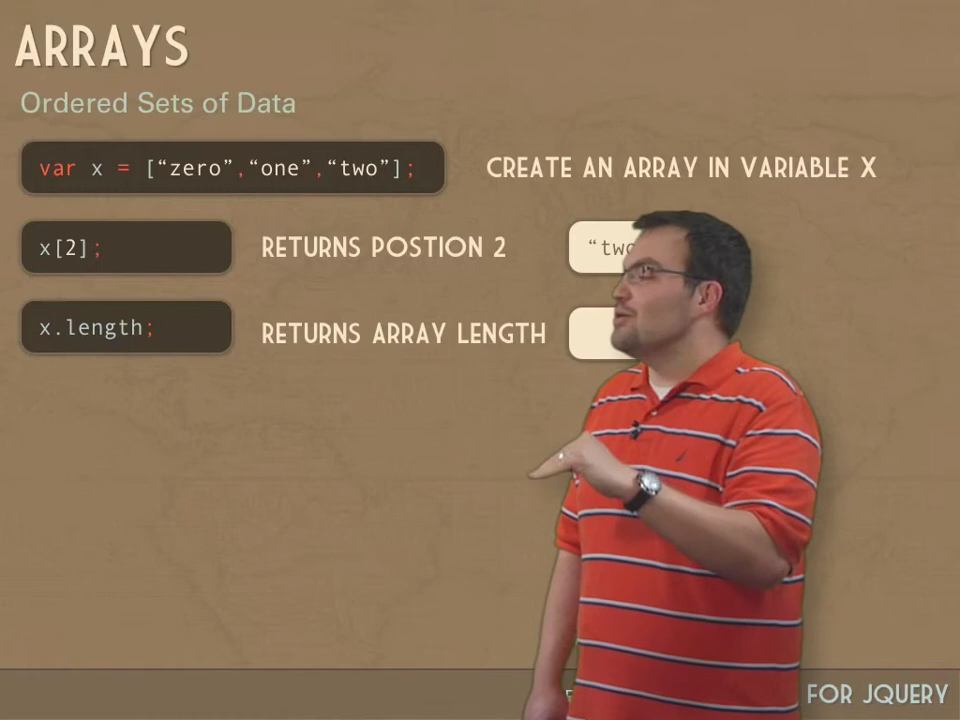 ARRAYS
Ordered Sets of Data
var x = [“zero”,“one”,“two”]; CREATE AN ARRAY IN VARIABLE X
x[2]; RETURNS POSTION 2 “two
x.length; RETURNS ARRAY LENGTH
FOR JQUERY